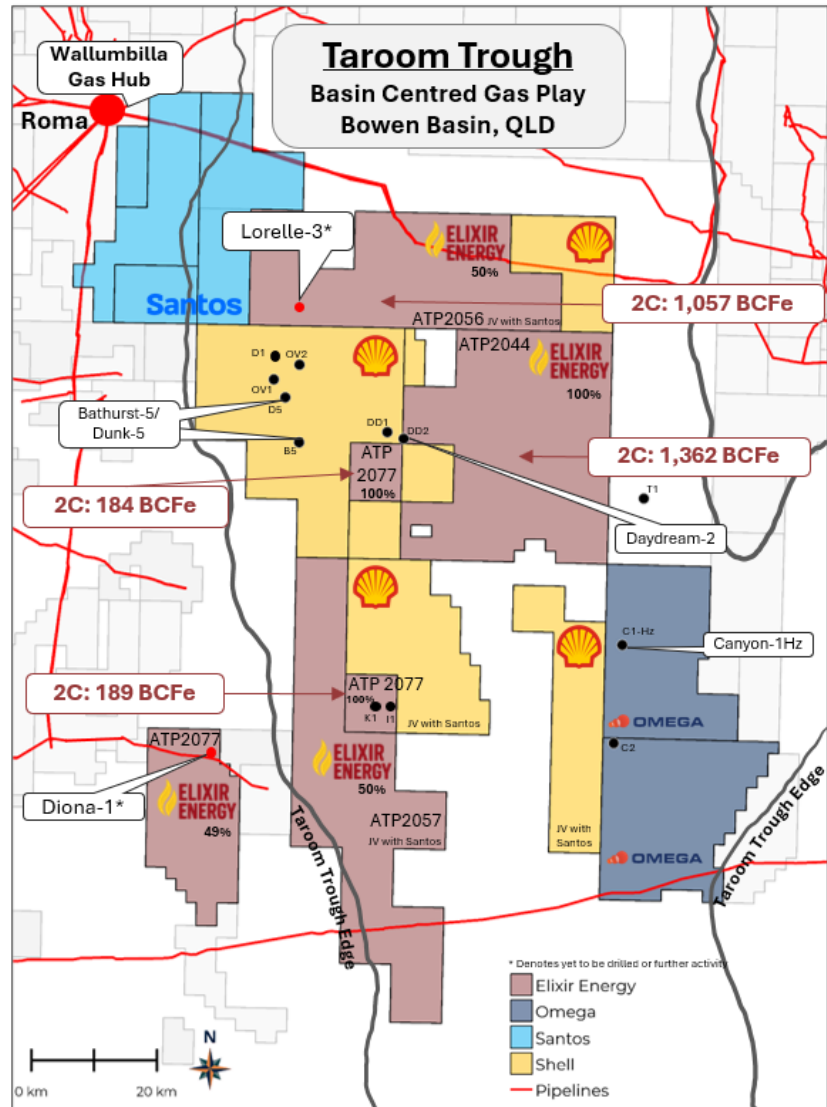 Taroom Trough
Basin Centred Gas Play
Bowen Basin, QLD
Wallumbilla
Gas Hub
Roma
Lorelle-3*
ELIXIR
ENERGY
50%
Santos
ATP2056 JV with Santos
2C: 1,057 BCFe
ATP2044
ELIXIR
ENERGY
100%
D1
OV2
OV1
D5
Bathurst-5/
Dunk-5
B5
DD1
DD2
ATP
2077
100%
2C: 1,362 BCFe
2C: 184 BCFe
T1
Daydream-2
C1-Hz
Canyon-1Hz
2C: 189 BCFe
ATP 2077
100%
K1
I1
JV with Santos
OMEGA
C2
ATP2077
Diona-1*
ELIXIR
ENERGY
49%
ELIXIR
ENERGY
50%
ATP2057
JV with Santos
JV with
Santos
OMEGA
Taroom Trough Edge
Taroom Trough Edge
* Denotes yet to be drilled or further activity
Elixir Energy
Omega
Santos
Shell
Pipelines
N
0 km
20 km